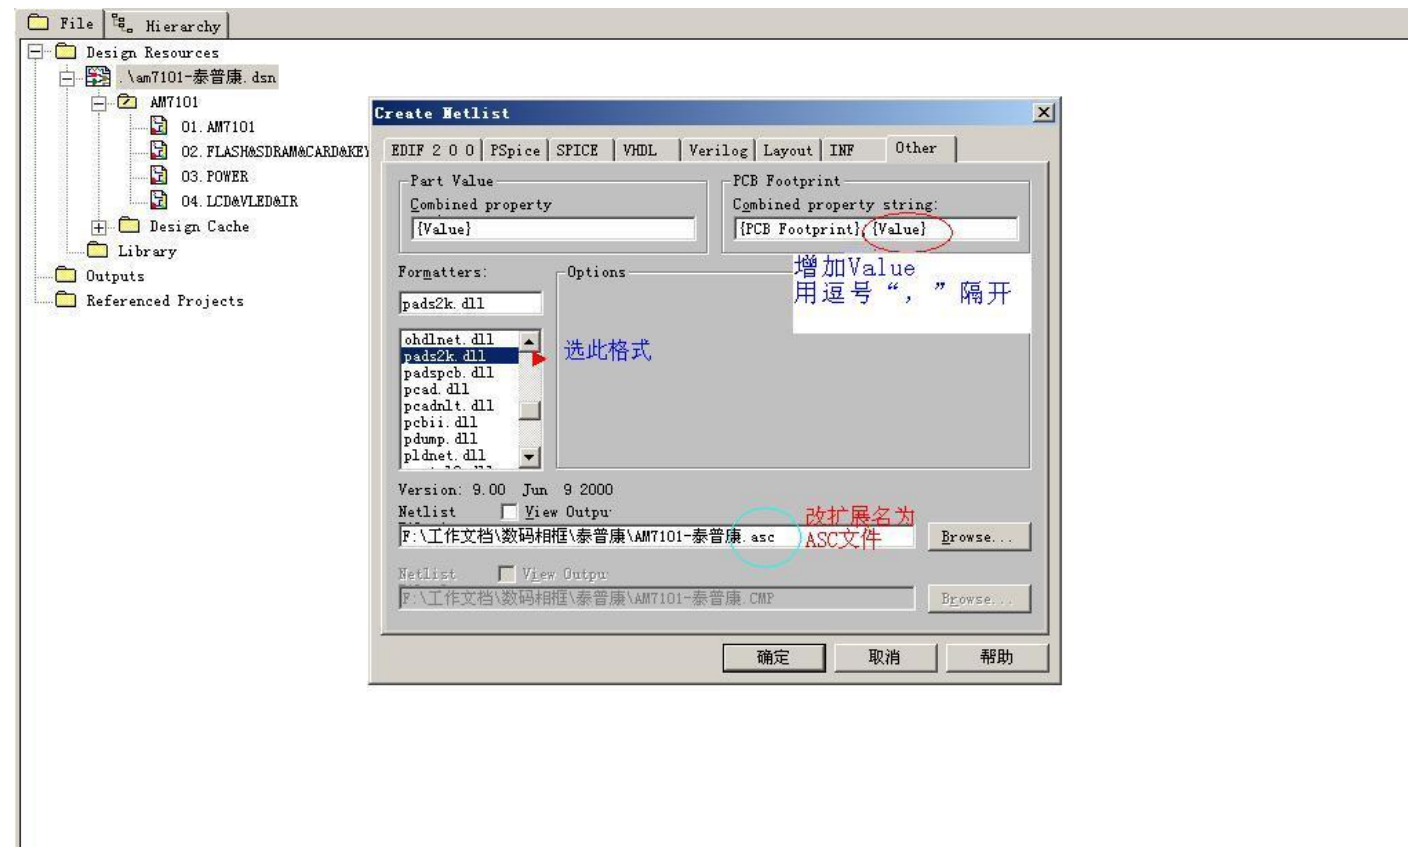 File Hierarchy
Design Resources
.\am7101-泰普康.dsn
AM7101
01. AM7101
02. FLASH&SDRAM&CARD&KEY
03. POWER
04. LCD&VLED&IR
Design Cache
Library
Outputs
Referenced Projects
Create Netlist
EDIF 2 0 0 PSpice SPICE VHDL Verilog Layout INF Other
Part Value
Combined property
{Value}
PCB Footprint
Combined property string:
{PCB Footprint}, {Value}
增加Value
用逗号“，”隔开
Formatters:
pads2k.dll
ohdlnet.dll
pads2k.dll
padspcb.dll
pcad.dll
pcadnlt.dll
pcbii.dll
pdump.dll
pldnet.dll
Options
选此格式
Version: 9.00 Jun 9 2000
Netlist View Outpu
改扩展名为
ASC文件
F:\工作文档\数码相框\泰普康\AM7101-泰普康.asc
Browse...
Netlist View Outpu
F:\工作文档\数码相框\泰普康\AM7101-泰普康.CMP
Browse...
确定 取消 帮助